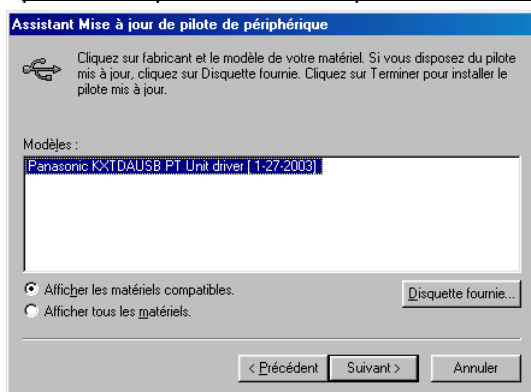 Assistant Mise à jour de pilote de périphérique
Cliquez sur fabricant et le modèle de votre matériel. Si vous disposez du pilote
mis à jour, cliquez sur Disquette fournie. Cliquez sur Terminer pour installer le
pilote mis à jour.
Modèles :
Panasonic KXTDAUSB PT Unit driver [ 1-27-2003]
Afficher les matériels compatibles.
Afficher tous les matériels.
Disquette fournie...
< Précédent
Suivant >
Annuler